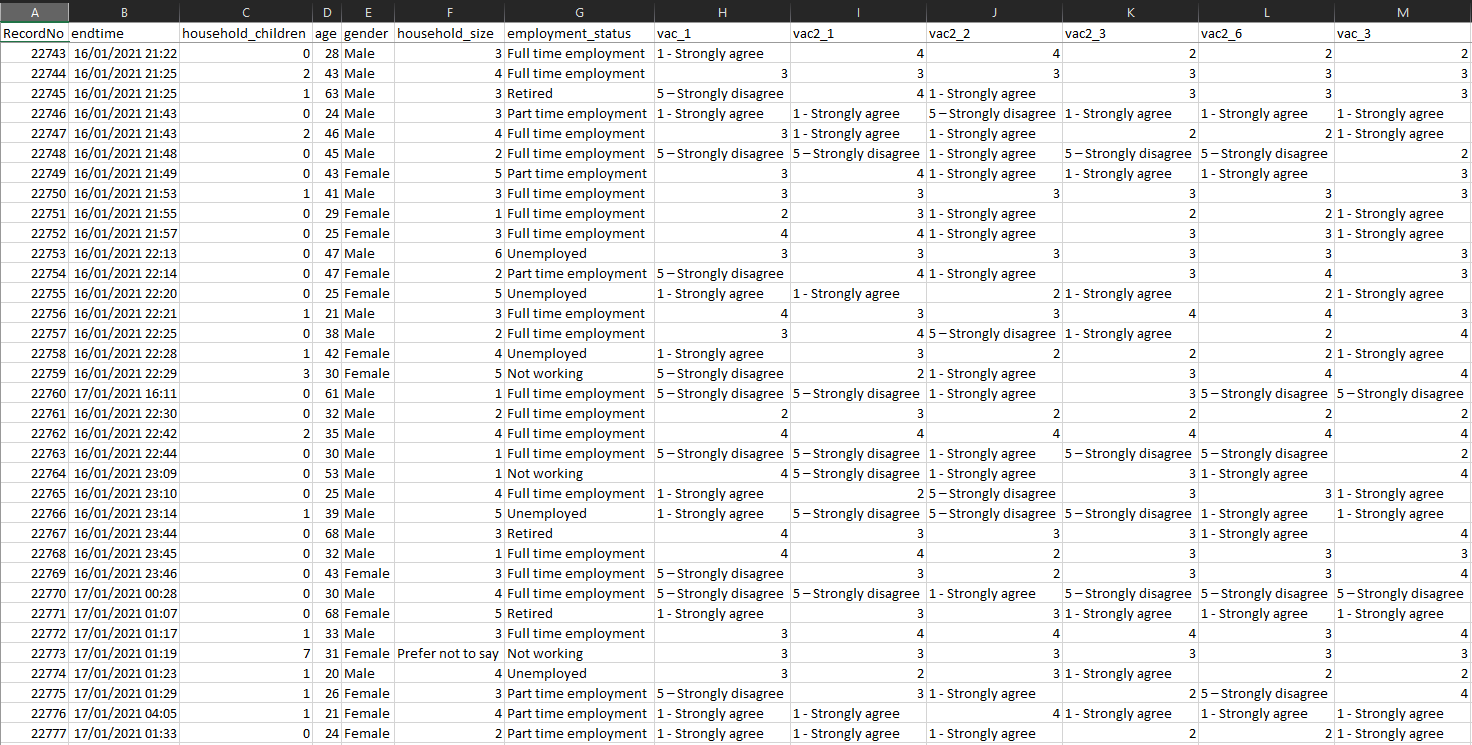 A B C D E F G H I J K L M
RecordNo endtime household_children age gender household_size employment_status vac_1 vac2_1 vac2_2 vac2_3 vac2_6 vac_3
22743 16/01/2021 21:22 0 28 Male 3 Full time employment 1 - Strongly agree 4 4 2 2 2
22744 16/01/2021 21:25 2 43 Male 4 Full time employment 3 3 3 3 3 3
22745 16/01/2021 21:25 1 63 Male 3 Retired 5 – Strongly disagree 4 1 - Strongly agree 3 3 3
22746 16/01/2021 21:43 0 24 Male 3 Part time employment 1 - Strongly agree 1 - Strongly agree 5 – Strongly disagree 1 - Strongly agree 1 - Strongly agree 1 - Strongly agree
22747 16/01/2021 21:43 2 46 Male 4 Full time employment 3 1 - Strongly agree 1 - Strongly agree 2 2 1 - Strongly agree
22748 16/01/2021 21:48 0 45 Male 2 Full time employment 5 – Strongly disagree 5 – Strongly disagree 1 - Strongly agree 5 – Strongly disagree 5 – Strongly disagree 2
22749 16/01/2021 21:49 0 43 Female 5 Part time employment 3 4 1 - Strongly agree 1 - Strongly agree 1 - Strongly agree 3
22750 16/01/2021 21:53 1 41 Male 3 Full time employment 3 3 3 3 3 3
22751 16/01/2021 21:55 0 29 Female 1 Full time employment 2 3 1 - Strongly agree 2 2 1 - Strongly agree
22752 16/01/2021 21:57 0 25 Female 3 Full time employment 4 4 1 - Strongly agree 3 3 1 - Strongly agree
22753 16/01/2021 22:13 0 47 Male 6 Unemployed 3 3 3 3 3 3
22754 16/01/2021 22:14 0 47 Female 2 Part time employment 5 – Strongly disagree 4 1 - Strongly agree 3 4 3
22755 16/01/2021 22:20 0 25 Female 5 Unemployed 1 - Strongly agree 1 - Strongly agree 2 1 - Strongly agree 2 1 - Strongly agree
22756 16/01/2021 22:21 1 21 Male 3 Full time employment 4 3 3 4 4 3
22757 16/01/2021 22:25 0 38 Male 2 Full time employment 3 4 5 – Strongly disagree 1 - Strongly agree 2 4
22758 16/01/2021 22:28 1 42 Female 4 Unemployed 1 - Strongly agree 3 2 2 2 1 - Strongly agree
22759 16/01/2021 22:29 3 30 Female 5 Not working 5 – Strongly disagree 2 1 - Strongly agree 3 4 4
22760 17/01/2021 16:11 0 61 Male 1 Full time employment 5 – Strongly disagree 5 – Strongly disagree 1 - Strongly agree 3 5 – Strongly disagree 5 – Strongly disagree
22761 16/01/2021 22:30 0 32 Male 2 Full time employment 2 3 2 2 2 2
22762 16/01/2021 22:42 2 35 Male 4 Full time employment 4 4 4 4 4 4
22763 16/01/2021 22:44 0 30 Male 1 Full time employment 5 – Strongly disagree 5 – Strongly disagree 1 - Strongly agree 5 – Strongly disagree 5 – Strongly disagree 2
22764 16/01/2021 23:09 0 53 Male 1 Not working 4 5 – Strongly disagree 1 - Strongly agree 3 1 - Strongly agree 4
22765 16/01/2021 23:10 0 25 Male 4 Full time employment 1 - Strongly agree 2 5 – Strongly disagree 3 3 1 - Strongly agree
22766 16/01/2021 23:14 1 39 Male 5 Unemployed 1 - Strongly agree 5 – Strongly disagree 5 – Strongly disagree 5 – Strongly disagree 1 - Strongly agree 1 - Strongly agree
22767 16/01/2021 23:44 0 68 Male 3 Retired 4 3 3 3 1 - Strongly agree 4
22768 16/01/2021 23:45 0 32 Male 1 Full time employment 4 4 2 3 3 3
22769 16/01/2021 23:46 0 43 Female 3 Full time employment 5 – Strongly disagree 3 2 3 3 4
22770 17/01/2021 00:28 0 30 Male 4 Full time employment 5 – Strongly disagree 5 – Strongly disagree 1 - Strongly agree 5 – Strongly disagree 5 – Strongly disagree 5 – Strongly disagree
22771 17/01/2021 01:07 0 68 Female 5 Retired 1 - Strongly agree 3 3 1 - Strongly agree 1 - Strongly agree 1 - Strongly agree
22772 17/01/2021 01:17 1 33 Male 3 Full time employment 3 4 4 4 3 4
22773 17/01/2021 01:19 7 31 Female Prefer not to say Not working 3 3 3 3 3 3
22774 17/01/2021 01:23 1 20 Male 4 Unemployed 3 2 3 1 - Strongly agree 2 2
22775 17/01/2021 01:29 1 26 Female 3 Part time employment 5 – Strongly disagree 3 1 - Strongly agree 2 5 – Strongly disagree 4
22776 17/01/2021 04:05 1 21 Female 4 Part time employment 1 - Strongly agree 1 - Strongly agree 4 1 - Strongly agree 1 - Strongly agree 1 - Strongly agree
22777 17/01/2021 01:33 0 24 Female 2 Part time employment 1 - Strongly agree 1 - Strongly agree 1 - Strongly agree 2 2 1 - Strongly agree